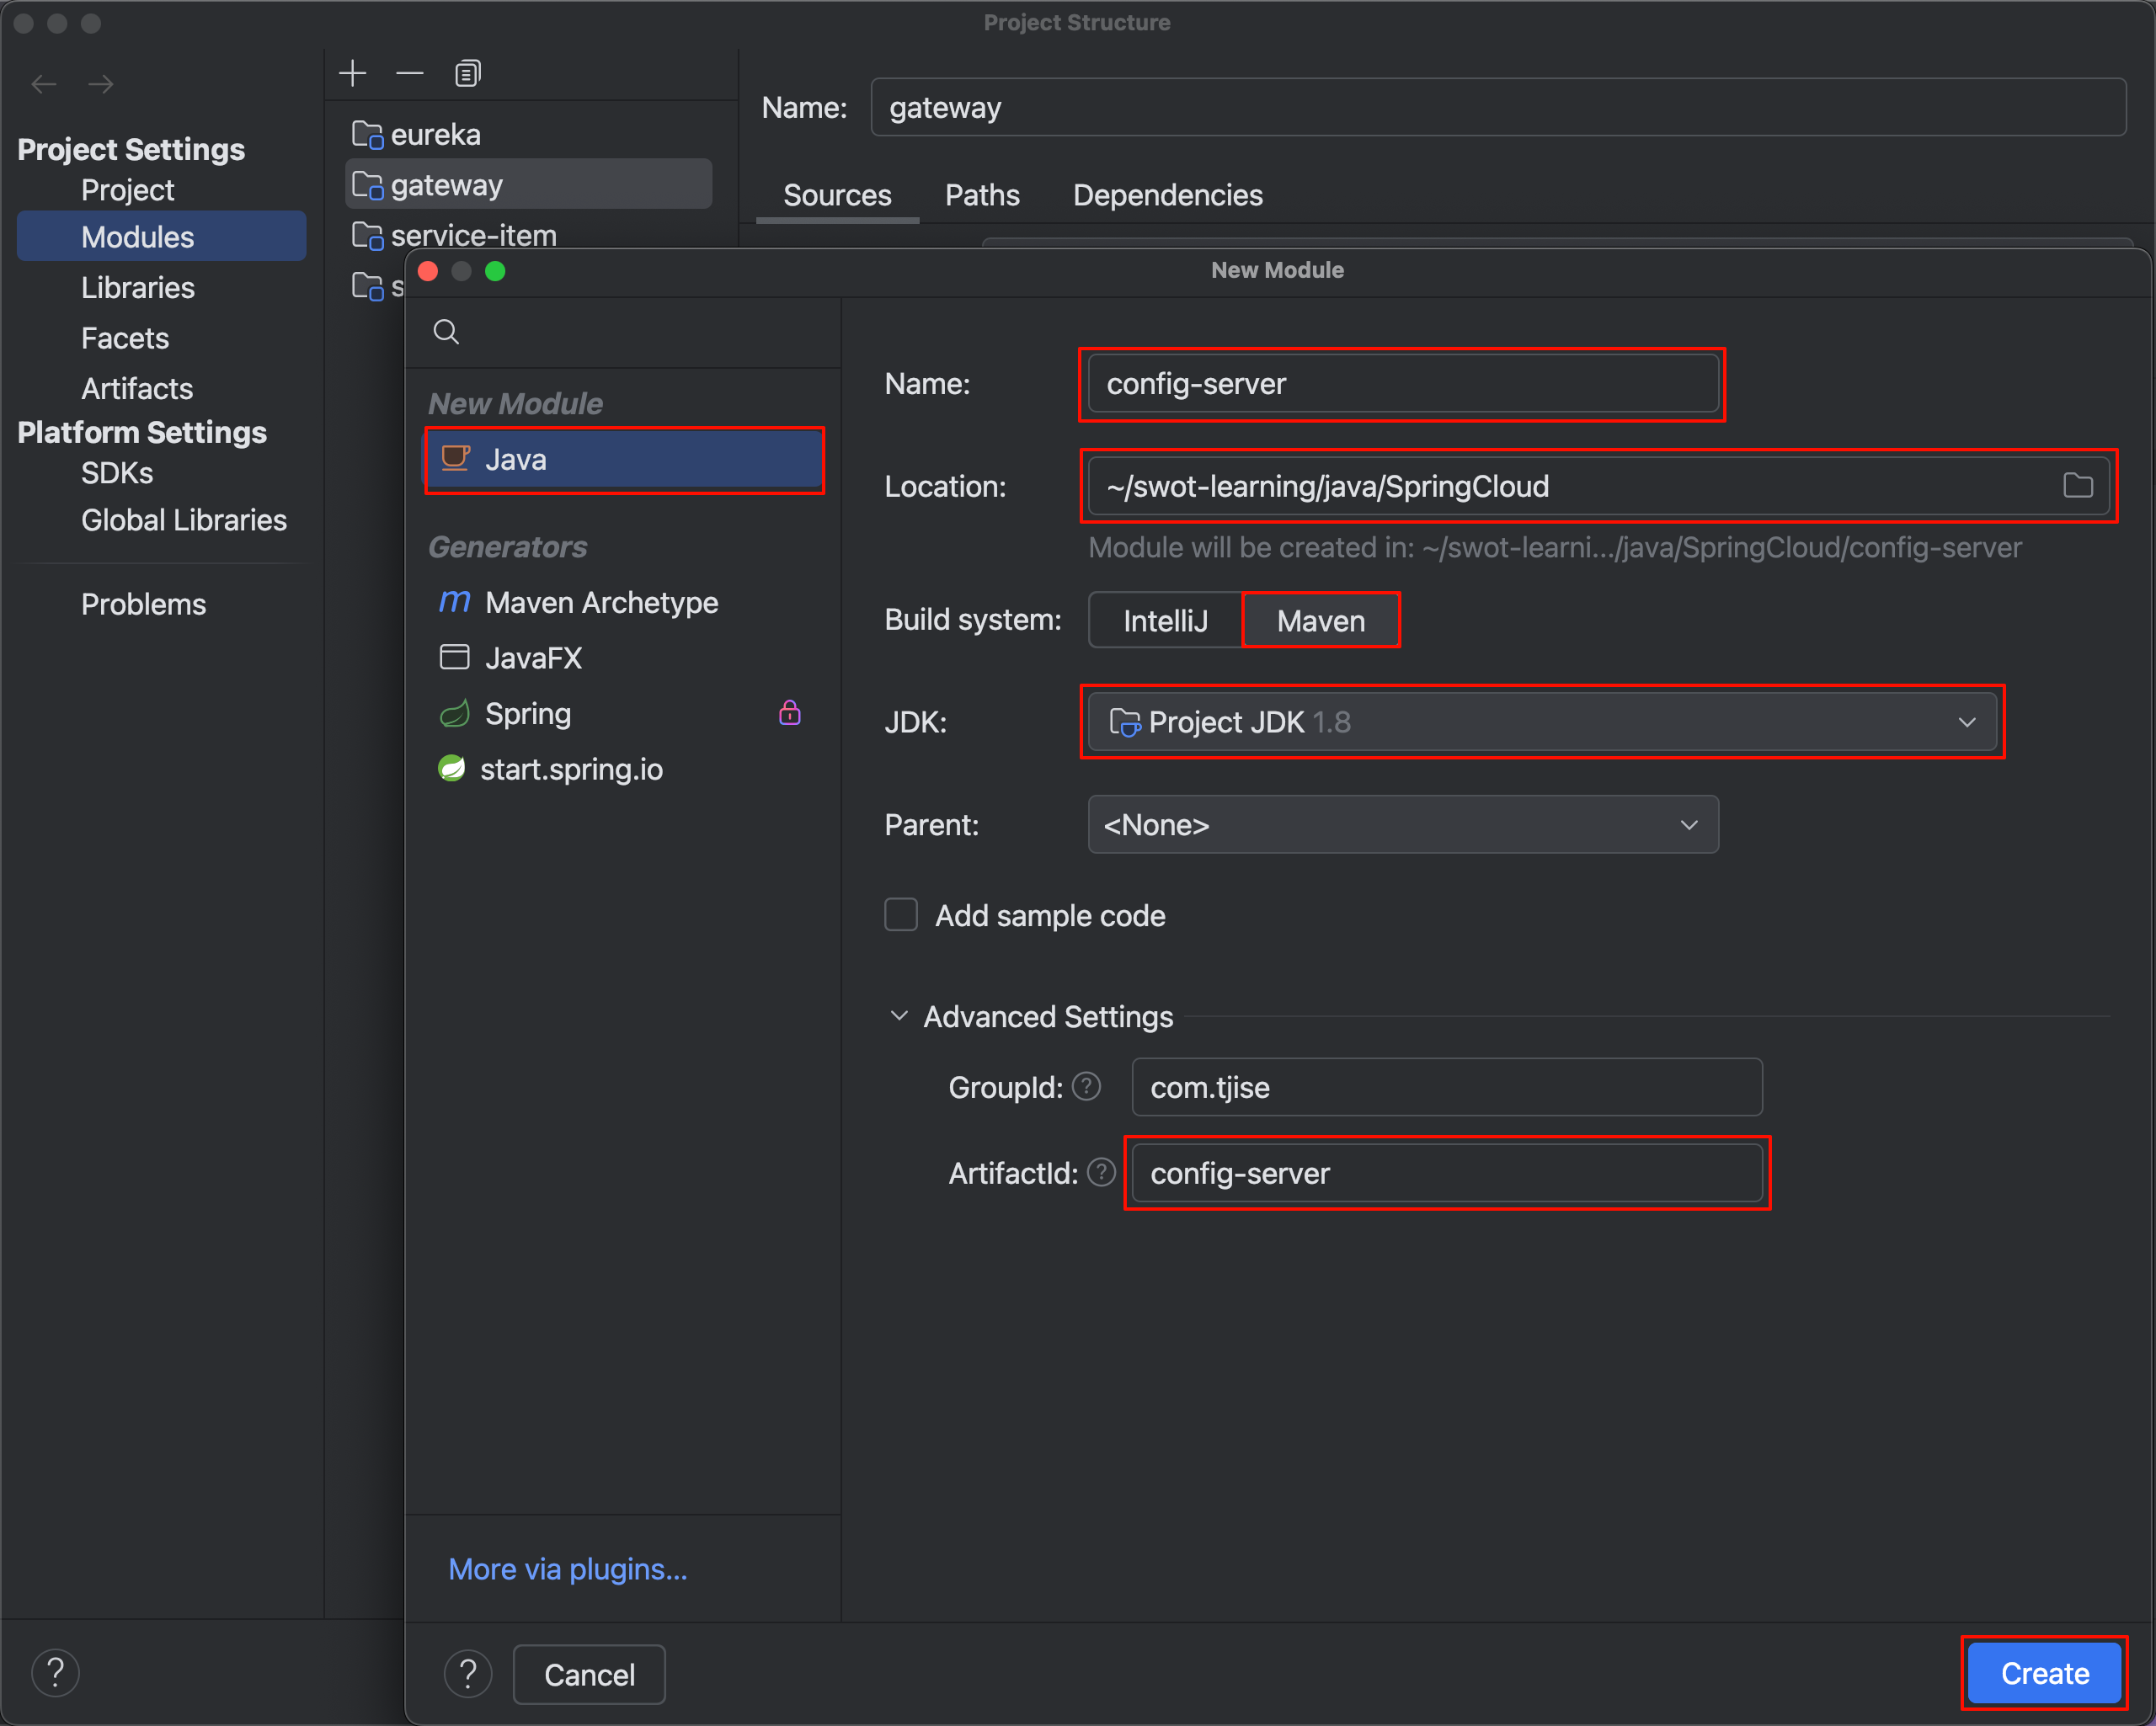 Project Structure
Project Settings
Project
Modules
Libraries
Facets
Artifacts
Platform Settings
SDKs
Global Libraries
Problems
eureka
gateway
service-item
s
Name: gateway
Sources Paths Dependencies
New Module
New Module
Java
Generators
m Maven Archetype
JavaFX
Spring
start.spring.io
More via plugins...
Name: config-server
Location: ~/swot-learning/java/SpringCloud
Module will be created in: ~/swot-learni.../java/SpringCloud/config-server
Build system: IntelliJ Maven
JDK: Project JDK 1.8
Parent: <None>
Add sample code
Advanced Settings
GroupId: ? com.tjise
ArtifactId: ? config-server
?
? Cancel Create